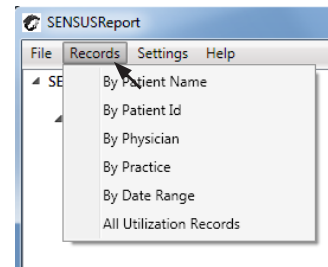 SENSUSReport
File Records Settings Help
SE
By Patient Name
By Patient Id
By Physician
By Practice
By Date Range
All Utilization Records